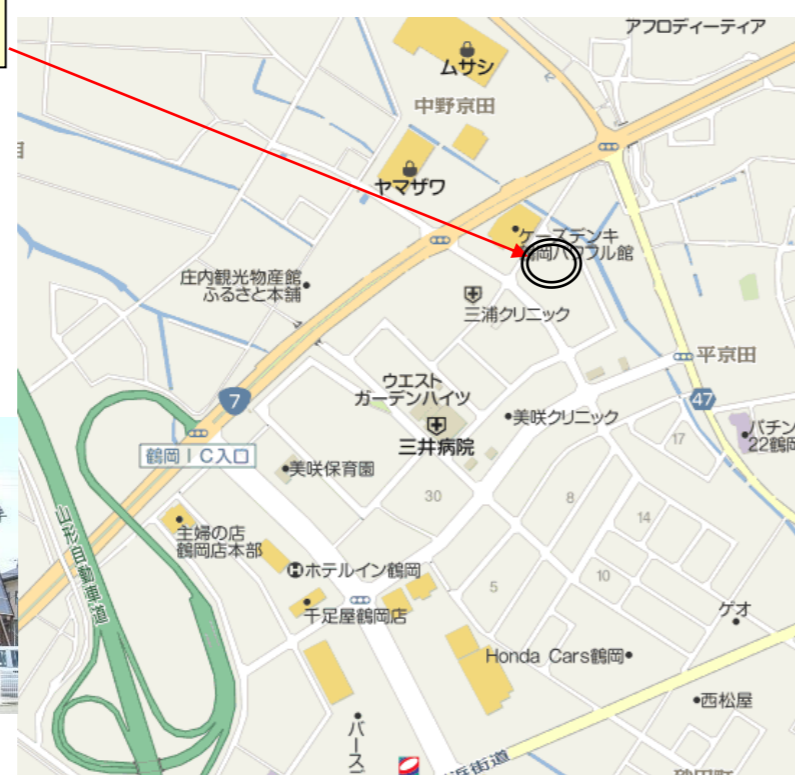 アフロディーティア
ムサシ
中野京田
ヤマザワ
ケーズデンキ
鶴岡パワフル館
庄内観光物産館
ふるさと本舗
三浦クリニック
平京田
ウエスト
ガーデンハイツ
7
47
美咲クリニック
三井病院
パチン
22鶴岡
17
鶴岡IC入口
美咲保育園
30
8
14
主婦の店
鶴岡店本部
山形自動車道
Hホテルイン鶴岡
10
5
千足屋鶴岡店
ゲオ
Honda Cars鶴岡
西松屋
バース
街道